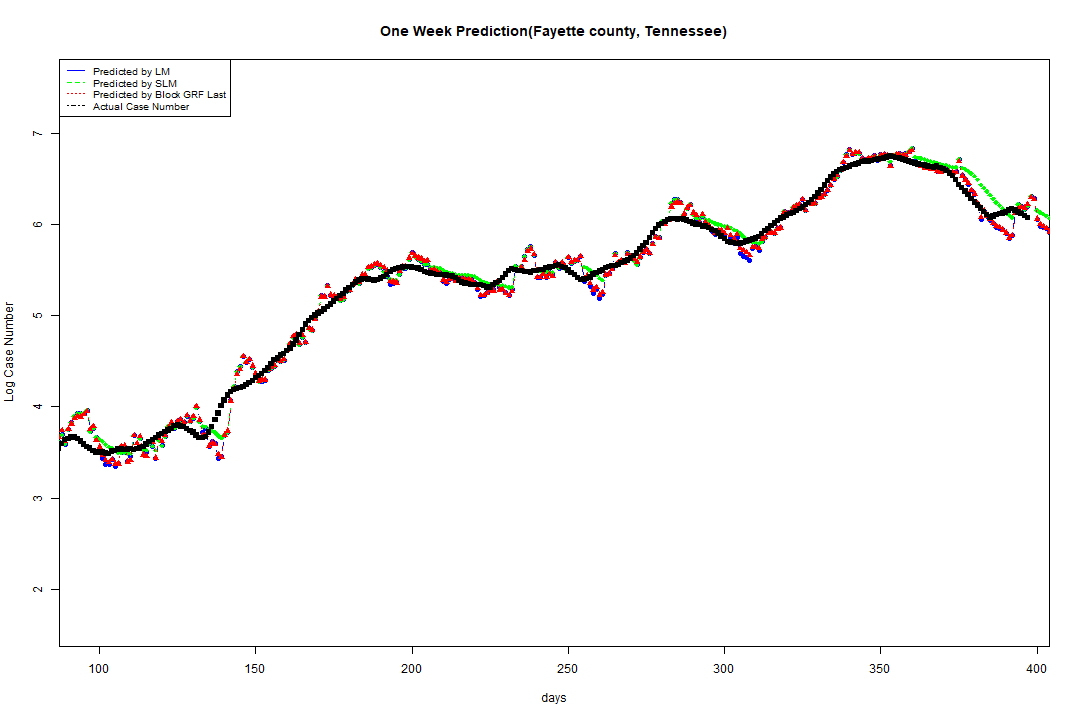 One Week Prediction(Fayette county, Tennessee)
Predicted by LM
Predicted by SLM
Predicted by Block GRF Last
Actual Case Number
7
6
5
4
3
2
Log Case Number
100 150 200 250 300 350 400
days